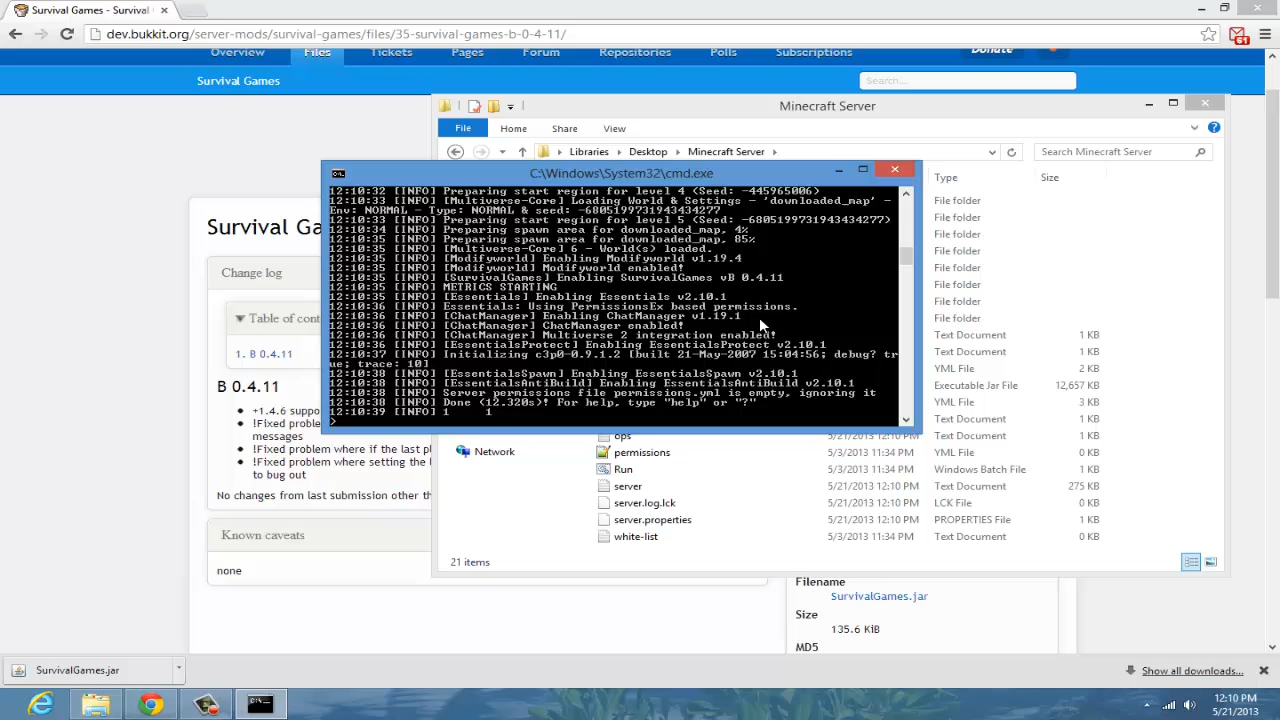 Survival Games - Survival
dev.bukkit.org/server-mods/survival-games/files/35-survival-games-b-0-4-11/
61
Overview Files Tickets Pages Forum Repositories Polls Subscriptions Donate
Survival Games
Search...
Minecraft Server
File Home Share View
Libraries Desktop Minecraft Server
Search Minecraft Server
C:\Windows\System32\cmd.exe
12:10:32 [INFO] Preparing start region for level 4 (Seed: -445965006)
12:10:33 [INFO] [Multiverse-Core] Loading World & Settings - 'downloaded_map' -
Env: NORMAL - Type: NORMAL & seed: -6805199731943434277
12:10:33 [INFO] Preparing start region for level 5 (Seed: -6805199731943434277)
12:10:34 [INFO] Preparing spawn area for downloaded_map, 4%
12:10:35 [INFO] Preparing spawn area for downloaded_map, 85%
12:10:35 [INFO] [Multiverse-Core] 6 - World(s) loaded.
12:10:35 [INFO] [Modifyworld] Enabling Modifyworld v1.19.4
12:10:35 [INFO] [Modifyworld] Modifyworld enabled!
12:10:35 [INFO] [SurvivalGames] Enabling SurvivalGames vB 0.4.11
12:10:35 [INFO] METRICS STARTING
12:10:35 [INFO] [Essentials] Enabling Essentials v2.10.1
12:10:36 [INFO] Essentials: Using PermissionsEx based permissions.
12:10:36 [INFO] [ChatManager] Enabling ChatManager v1.19.1
12:10:36 [INFO] [ChatManager] ChatManager enabled!
12:10:36 [INFO] [ChatManager] Multiverse 2 integration enabled!
12:10:36 [INFO] [EssentialsProtect] Enabling EssentialsProtect v2.10.1
12:10:37 [INFO] Initializing c3p0-0.9.1.2 [built 21-May-2007 15:04:56; debug? tr
ue; trace: 10]
12:10:38 [INFO] [EssentialsSpawn] Enabling EssentialsSpawn v2.10.1
12:10:38 [INFO] [EssentialsAntiBuild] Enabling EssentialsAntiBuild v2.10.1
12:10:38 [INFO] Server permissions file permissions.yml is empty, ignoring it
12:10:38 [INFO] Done (12.320s)! For help, type "help" or "?"
12:10:39 [INFO] 1 1
>
Type Size
File folder
File folder
File folder
File folder
File folder
File folder
File folder
File folder
Text Document 1 KB
Text Document 1 KB
YML File 2 KB
Executable Jar File 12,657 KB
YML File 3 KB
Text Document 1 KB
ops 5/21/2013 12:10 PM Text Document 1 KB
Network
permissions 5/3/2013 11:34 PM YML File 0 KB
Run 5/3/2013 11:34 PM Windows Batch File 1 KB
server 5/21/2013 12:10 PM Text Document 275 KB
server.log.lck 5/21/2013 12:10 PM LCK File 0 KB
server.properties 5/21/2013 12:10 PM PROPERTIES File 1 KB
white-list 5/3/2013 11:34 PM Text Document 1 KB
21 items
Survival Ga
Change log
Table of cont
1. B 0.4.11
B 0.4.11
+1.4.6 suppor
!Fixed proble
messages
!Fixed problem where if the last pl
!Fixed problem where setting the l
to bug out
No changes from last submission other th
Known caveats
none
Filename
SurvivalGames.jar
Size
135.6 KiB
MD5
SurvivalGames.jar
Show all downloads...
12:10 PM
5/21/2013